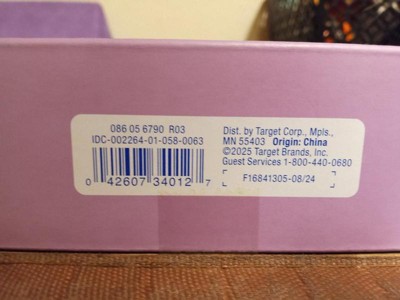 086 05 6790 R03
IDC-002264-01-058-0063
0 42607 34012 7
Dist. by Target Corp., Mpls.,
MN 55403 Origin: China
©2025 Target Brands, Inc.
Guest Services 1-800-440-0680
F16841305-08/24